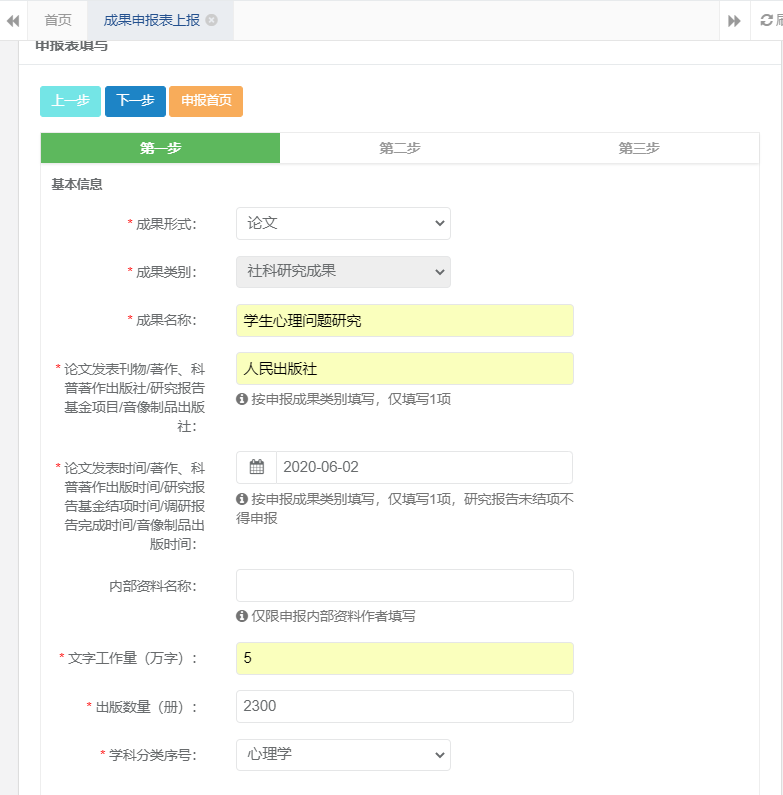 首页
成果申报表上报
申报表填写
上一步
下一步
申报首页
第一步
第二步
第三步
基本信息
* 成果形式：
论文
* 成果类别：
社科研究成果
* 成果名称：
学生心理问题研究
* 论文发表刊物/著作、科
普著作出版社/研究报告
基金项目/音像制品出版
社：
人民出版社
按申报成果类别填写，仅填写1项
* 论文发表时间/著作、科
普著作出版时间/研究报
告基金结项时间/调研报
告完成时间/音像制品出
版时间：
2020-06-02
按申报成果类别填写，仅填写1项，研究报告未结项不
得申报
内部资料名称：
仅限申报内部资料作者填写
* 文字工作量（万字）：
5
* 出版数量（册）：
2300
* 学科分类序号：
心理学